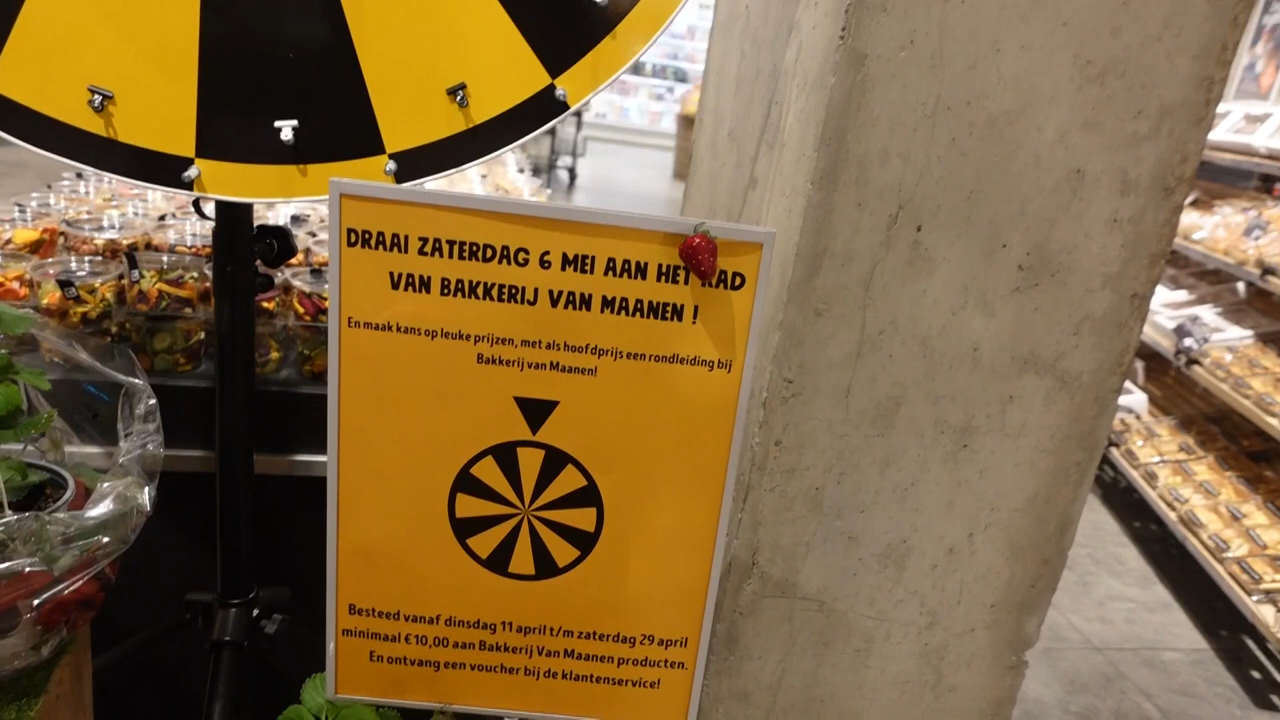 DRAAI ZATERDAG 6 MEI AAN HET RAD
VAN BAKKERIJ VAN MAANEN !
En maak kans op leuke prijzen, met als hoofdprijs een rondleiding bij
Bakkerij van Maanen!
Besteed vanaf dinsdag 11 april t/m zaterdag 29 april
minimaal €10,00 aan Bakkerij Van Maanen producten.
En ontvang een voucher bij de klantenservice!